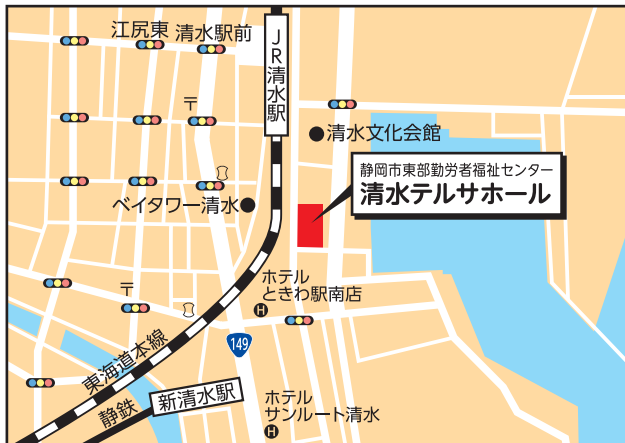 江尻東
清水駅前
JR清水駅
〒
清水文化会館
静岡市東部勤労者福祉センター
清水テルサホール
ベイタワー清水
ホテル
ときわ駅南店
H
〒
149
東海道本線
静鉄
新清水駅
ホテル
サンルート清水
H